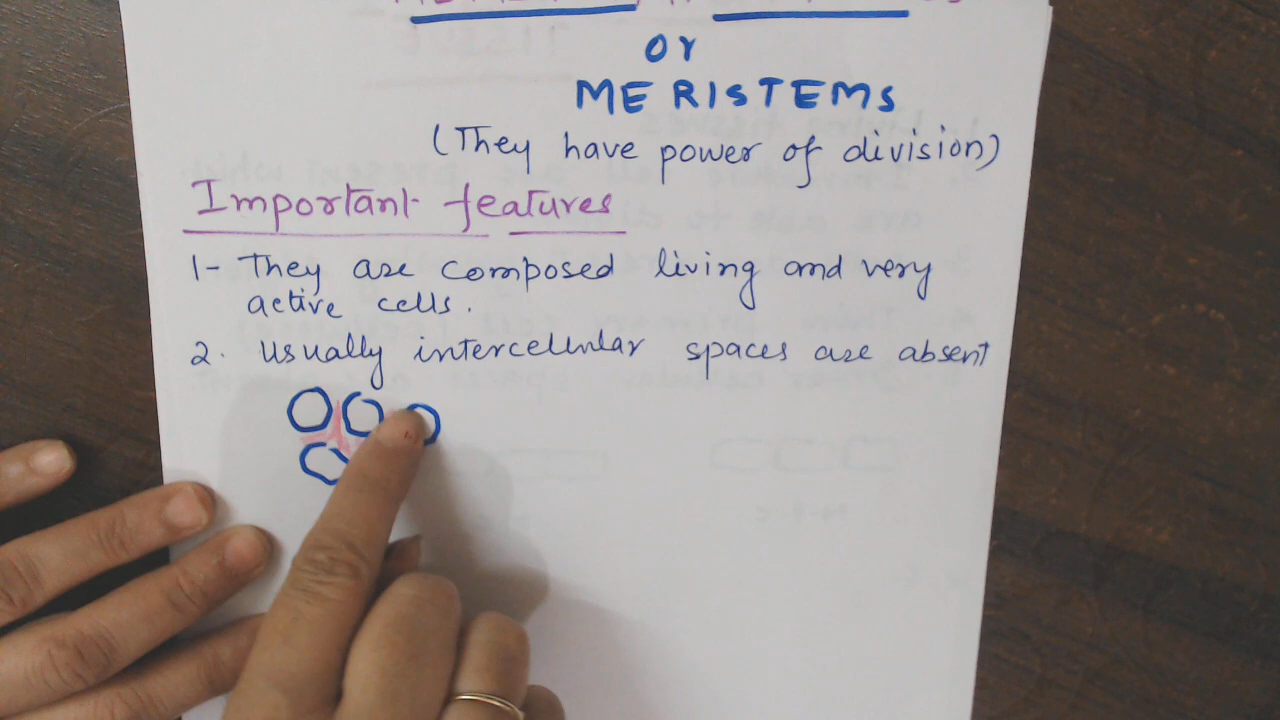 or
MERISTEMS
(They have power of division)
Important features
1- They are composed living and very
active cells.
2. Usually intercellular spaces are absent